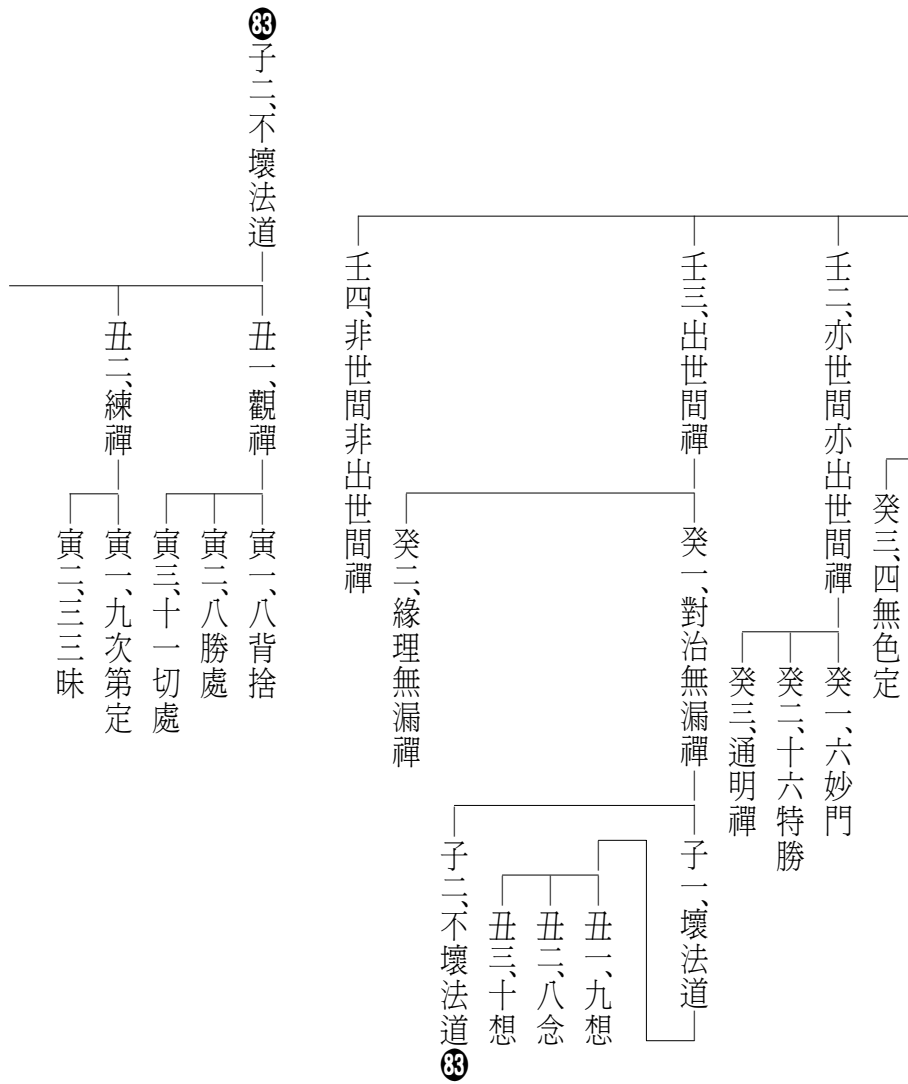 癸三、四無色定
壬二、亦世間亦出世間禪
癸一、六妙門
癸二、十六特勝
癸三、通明禪
壬三、出世間禪
癸一、對治無漏禪
子一、壞法道
丑一、九想
丑二、八念
丑三、十想
子二、不壞法道83
癸二、緣理無漏禪
壬四、非世間非出世間禪
83子二、不壞法道
丑一、觀禪
寅一、八背捨
寅二、八勝處
寅三、十一切處
丑二、練禪
寅一、九次第定
寅二、三三昧